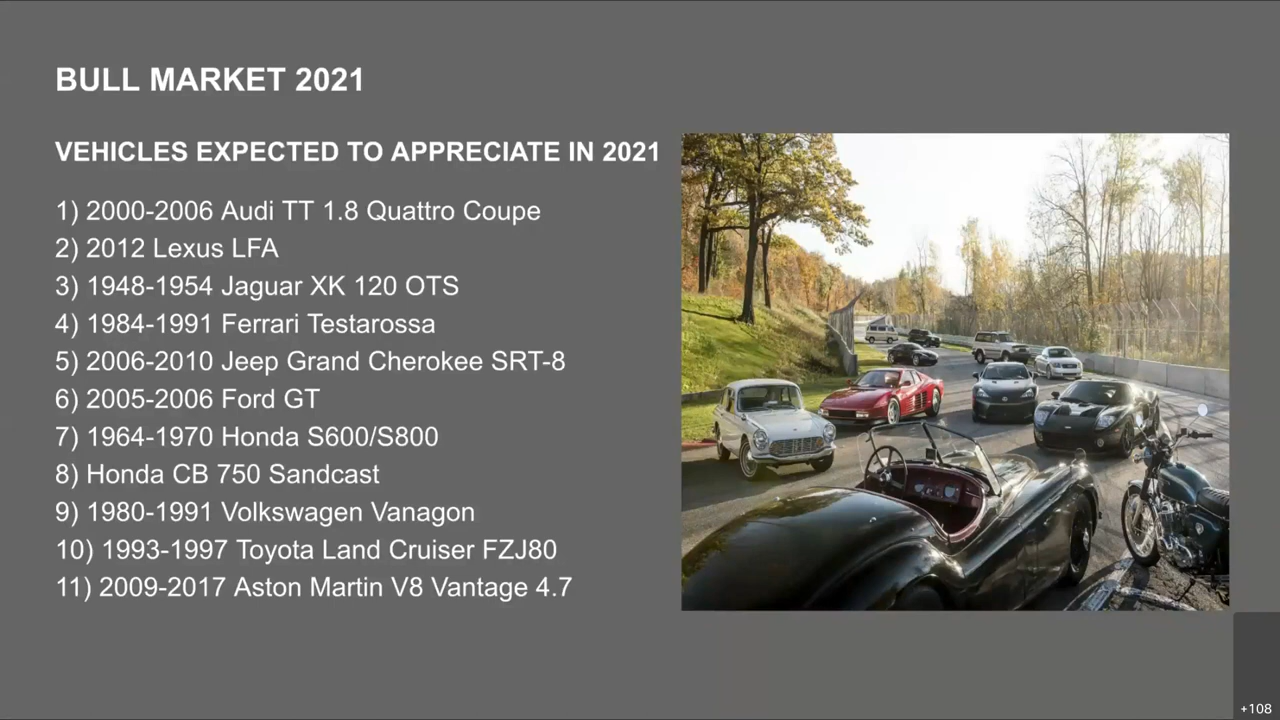 BULL MARKET 2021
VEHICLES EXPECTED TO APPRECIATE IN 2021
1) 2000-2006 Audi TT 1.8 Quattro Coupe
2) 2012 Lexus LFA
3) 1948-1954 Jaguar XK 120 OTS
4) 1984-1991 Ferrari Testarossa
5) 2006-2010 Jeep Grand Cherokee SRT-8
6) 2005-2006 Ford GT
7) 1964-1970 Honda S600/S800
8) Honda CB 750 Sandcast
9) 1980-1991 Volkswagen Vanagon
10) 1993-1997 Toyota Land Cruiser FZJ80
11) 2009-2017 Aston Martin V8 Vantage 4.7
+108